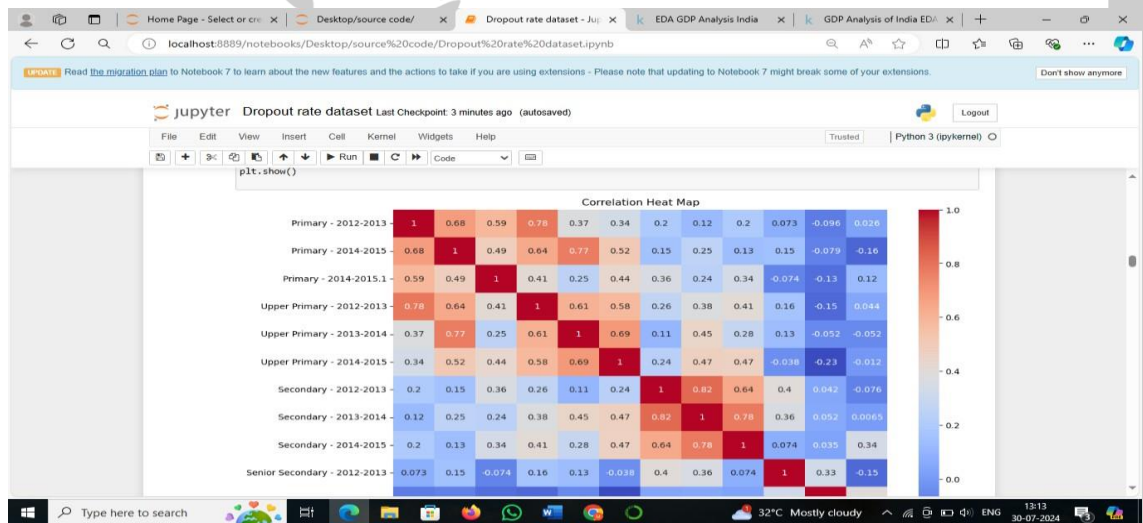 Home Page - Select or cre
Desktop/source code/
Dropout rate dataset - Jup
EDA GDP Analysis India
GDP Analysis of India EDA
localhost:8889/notebooks/Desktop/source%20code/Dropout%20rate%20dataset.ipynb
UPDATE Read the migration plan to Notebook 7 to learn about the new features and the actions to take if you are using extensions - Please note that updating to Notebook 7 might break some of your extensions.
Don't show anymore
jupyter Dropout rate dataset Last Checkpoint: 3 minutes ago (autosaved)
Logout
File Edit View Insert Cell Kernel Widgets Help
Trusted
Python 3 (ipykernel)
Run
Code
plt.show()
Correlation Heat Map
Primary - 2012-2013 1 0.68 0.59 0.78 0.37 0.34 0.2 0.12 0.2 0.073 -0.096 0.026
Primary - 2014-2015 0.68 1 0.49 0.64 0.77 0.52 0.15 0.25 0.13 0.15 -0.079 -0.16
Primary - 2014-2015.1 0.59 0.49 1 0.41 0.25 0.44 0.36 0.24 0.34 -0.074 -0.13 0.12
Upper Primary - 2012-2013 0.78 0.64 0.41 1 0.61 0.58 0.26 0.38 0.41 0.16 -0.15 0.044
Upper Primary - 2013-2014 0.37 0.77 0.25 0.61 1 0.69 0.11 0.45 0.28 0.13 -0.052 -0.052
Upper Primary - 2014-2015 0.34 0.52 0.44 0.58 0.69 1 0.24 0.47 0.47 -0.038 -0.23 -0.012
Secondary - 2012-2013 0.2 0.15 0.36 0.26 0.11 0.24 1 0.82 0.64 0.4 0.042 -0.076
Secondary - 2013-2014 0.12 0.25 0.24 0.38 0.45 0.47 0.82 1 0.78 0.36 0.052 0.0065
Secondary - 2014-2015 0.2 0.13 0.34 0.41 0.28 0.47 0.64 0.78 1 0.074 0.035 0.34
Senior Secondary - 2012-2013 0.073 0.15 -0.074 0.16 0.13 -0.038 0.4 0.36 0.074 1 0.33 -0.15
1.0
0.8
0.6
0.4
0.2
0.0
Type here to search
32°C Mostly cloudy
ENG
13:13
30-07-2024